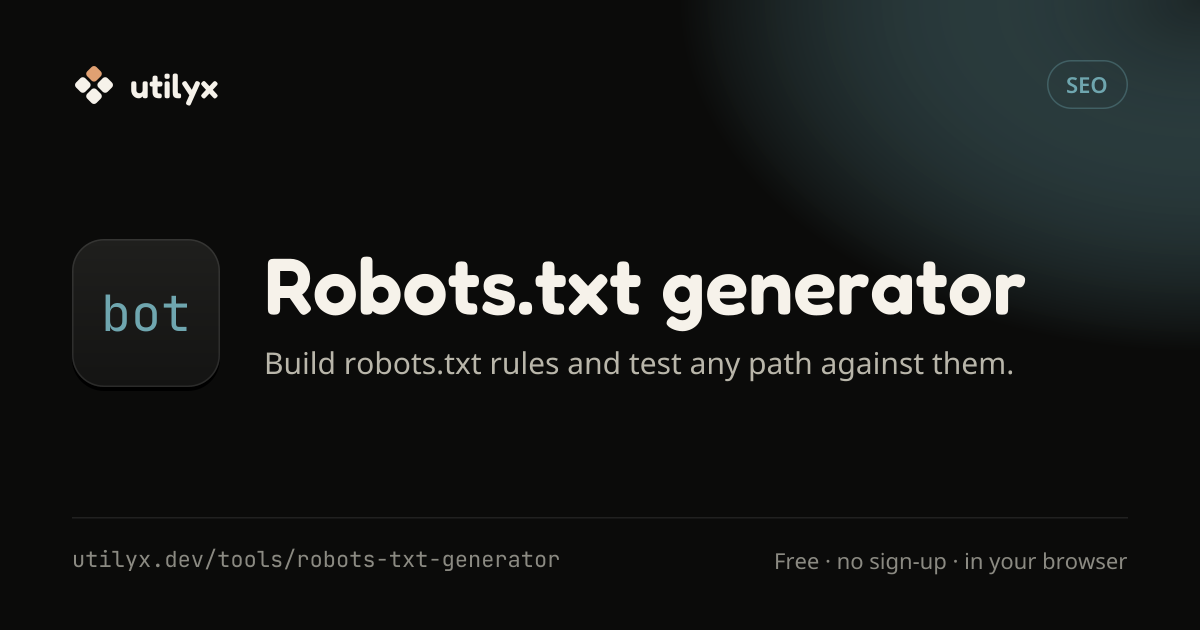 utilyx
SEO
bot
Robots.txt generator
Build robots.txt rules and test any path against them.
utilyx.dev/tools/robots-txt-generator
Free · no sign-up · in your browser